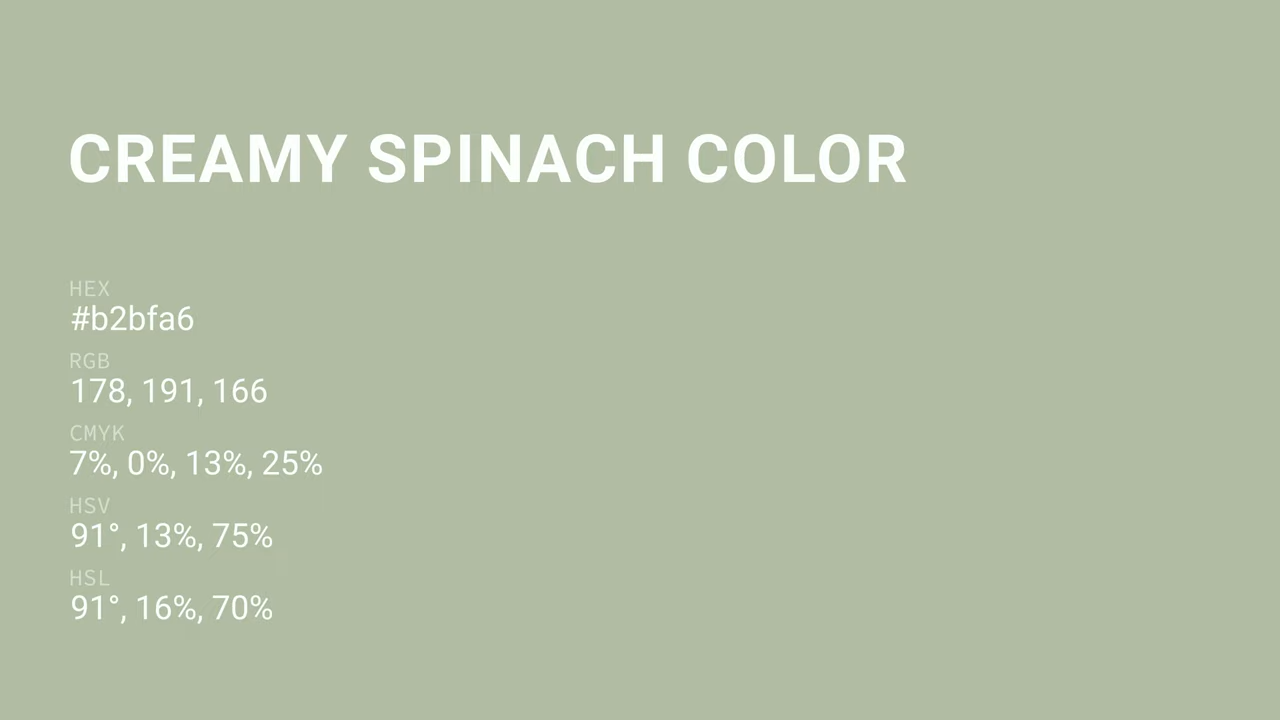 CREAMY SPINACH COLOR
HEX
#b2bfa6
RGB
178, 191, 166
CMYK
7%, 0%, 13%, 25%
HSV
91°, 13%, 75%
HSL
91°, 16%, 70%